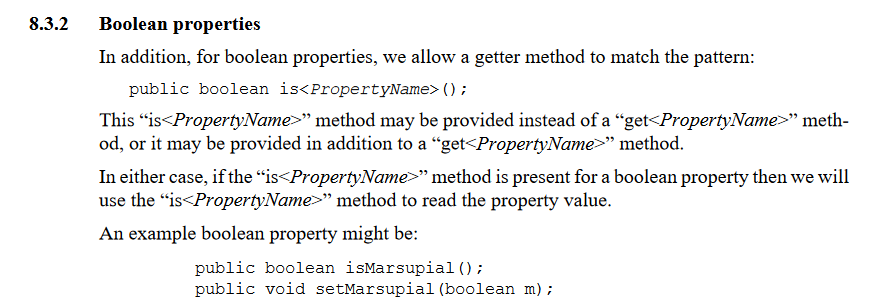 8.3.2 Boolean properties
In addition, for boolean properties, we allow a getter method to match the pattern:
public boolean is<PropertyName>();
This “is<PropertyName>” method may be provided instead of a “get<PropertyName>” meth-
od, or it may be provided in addition to a “get<PropertyName>” method.
In either case, if the “is<PropertyName>” method is present for a boolean property then we will
use the “is<PropertyName>” method to read the property value.
An example boolean property might be:
public boolean isMarsupial();
public void setMarsupial(boolean m);